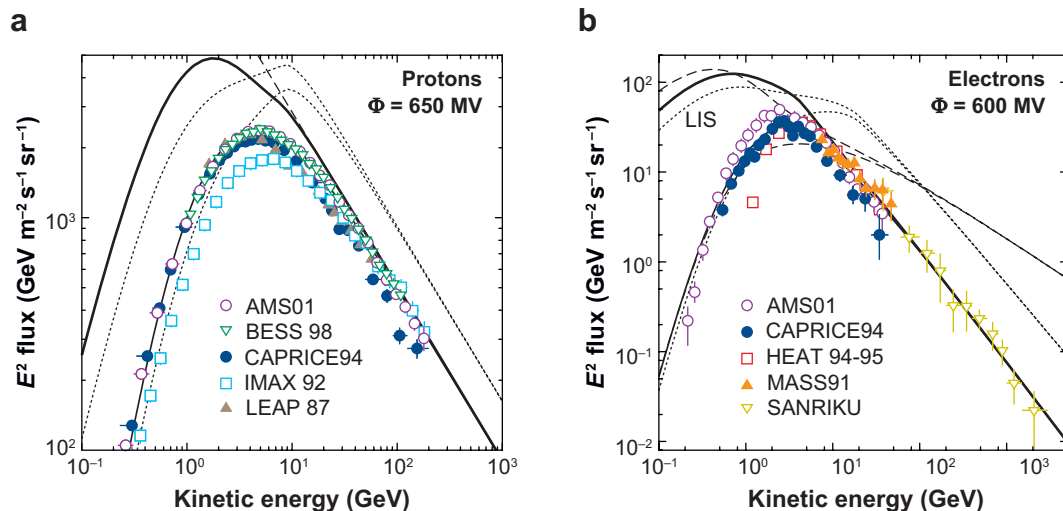 a
Protons
Φ = 650 MV
E² flux (GeV m⁻² s⁻¹ sr⁻¹)
10³
10²
AMS01
BESS 98
CAPRICE94
IMAX 92
LEAP 87
10⁻¹ 10⁰ 10¹ 10² 10³
Kinetic energy (GeV)
b
Electrons
Φ = 600 MV
LIS
E² flux (GeV m⁻² s⁻¹ sr⁻¹)
10²
10¹
10⁰
10⁻¹
10⁻²
AMS01
CAPRICE94
HEAT 94-95
MASS91
SANRIKU
10⁻¹ 10⁰ 10¹ 10² 10³
Kinetic energy (GeV)